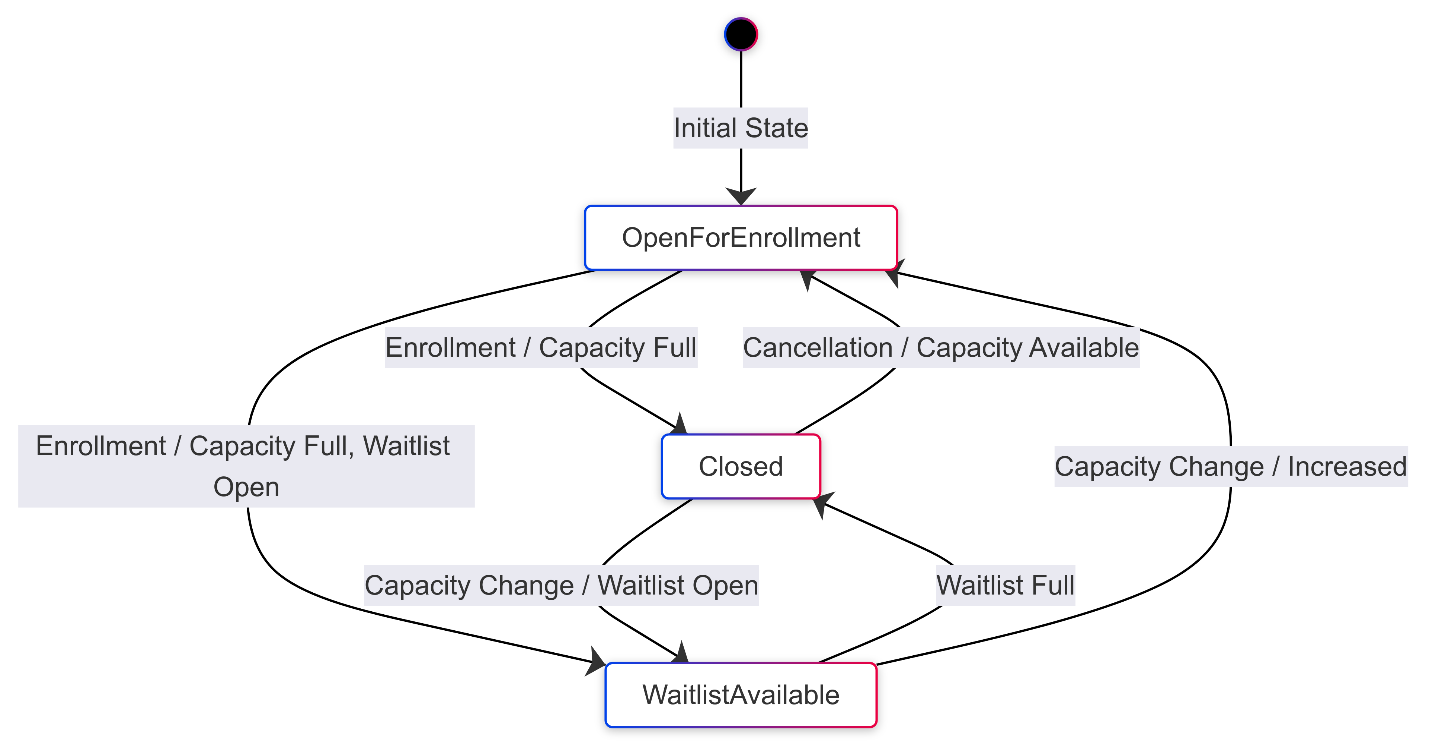 Initial State
OpenForEnrollment
Enrollment / Capacity Full
Cancellation / Capacity Available
Enrollment / Capacity Full, Waitlist
Open
Closed
Capacity Change / Increased
Capacity Change / Waitlist Open
Waitlist Full
WaitlistAvailable